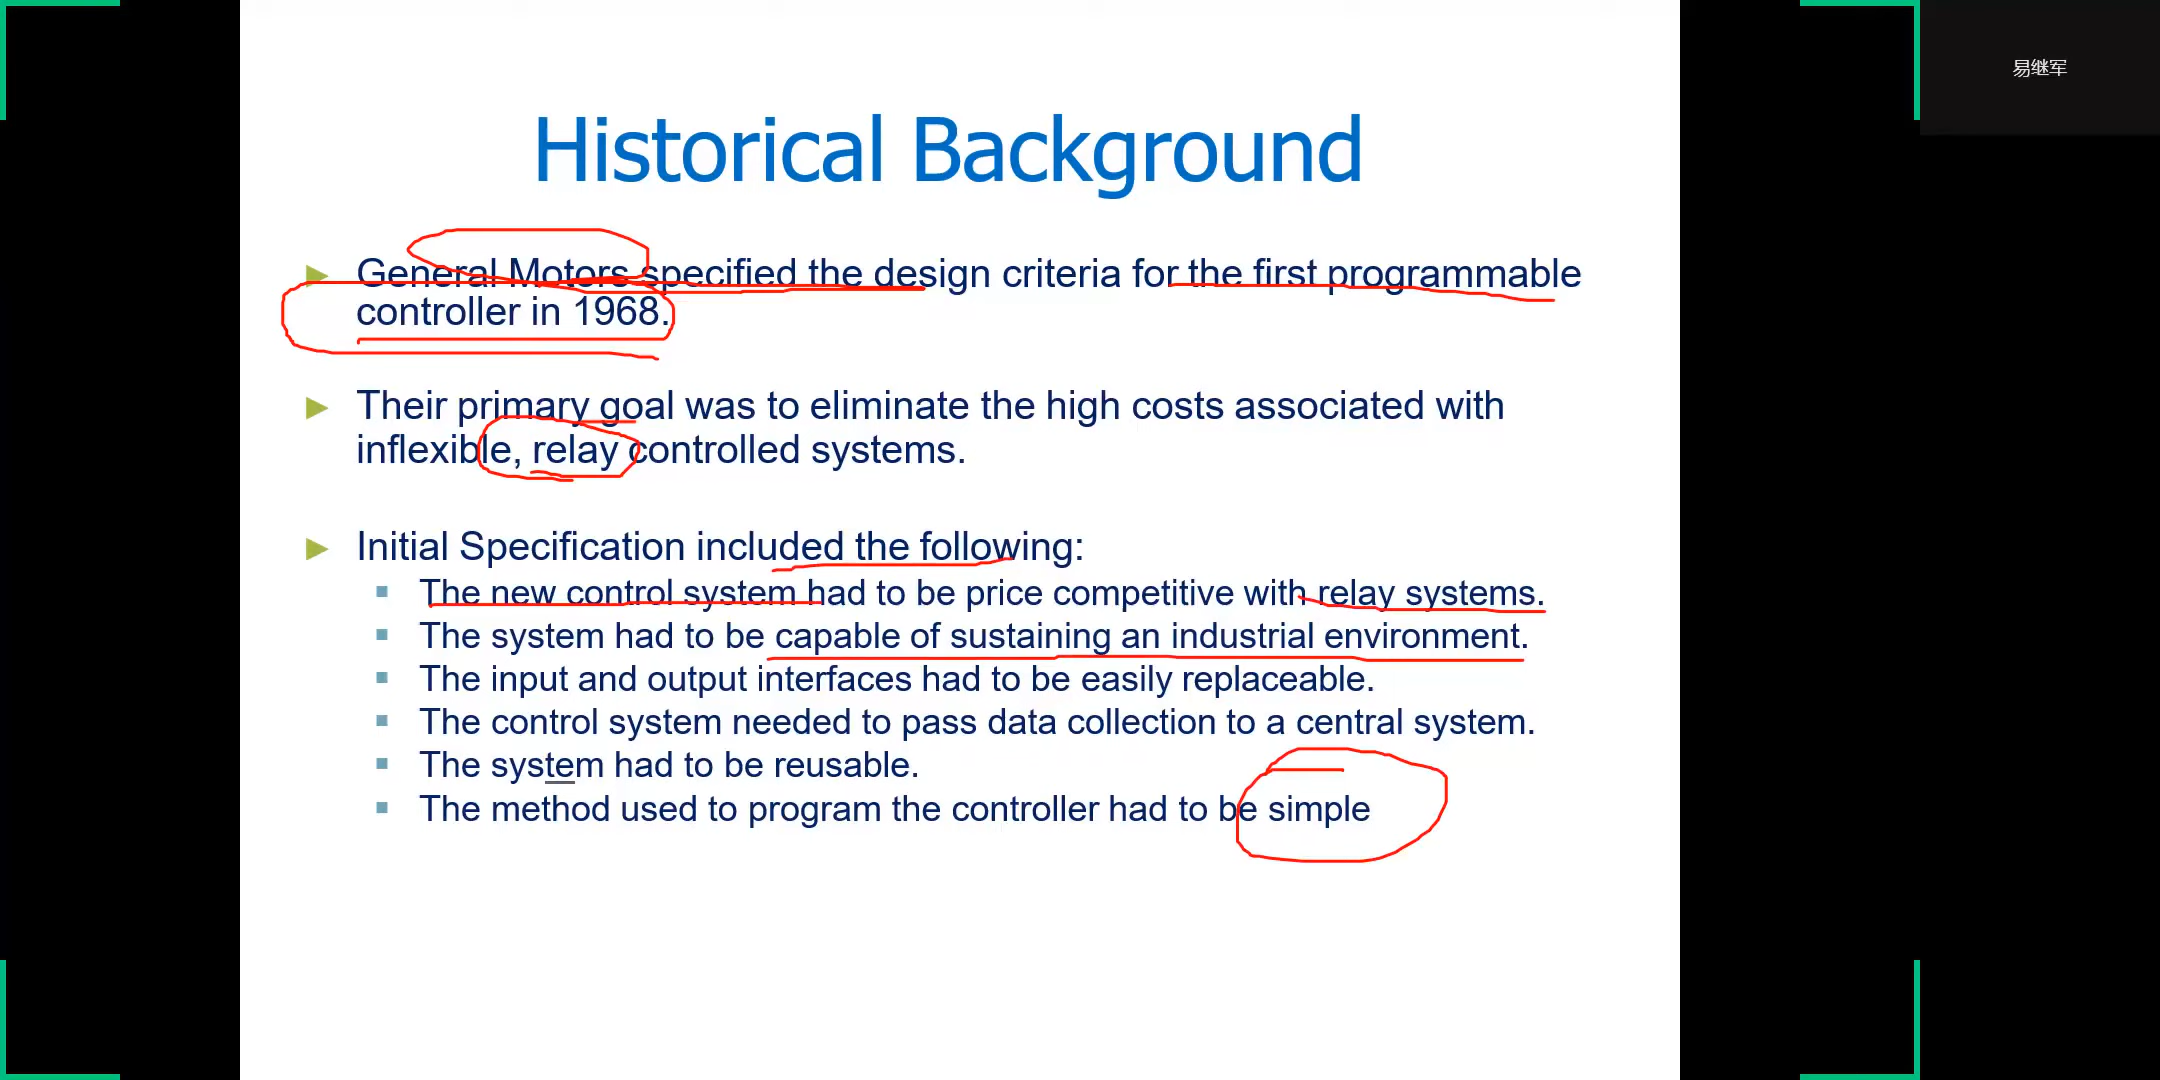 易继军
Historical Background
General Motors specified the design criteria for the first programmable
controller in 1968.
Their primary goal was to eliminate the high costs associated with
inflexible, relay controlled systems.
Initial Specification included the following:
The new control system had to be price competitive with relay systems.
The system had to be capable of sustaining an industrial environment.
The input and output interfaces had to be easily replaceable.
The control system needed to pass data collection to a central system.
The system had to be reusable.
The method used to program the controller had to be simple